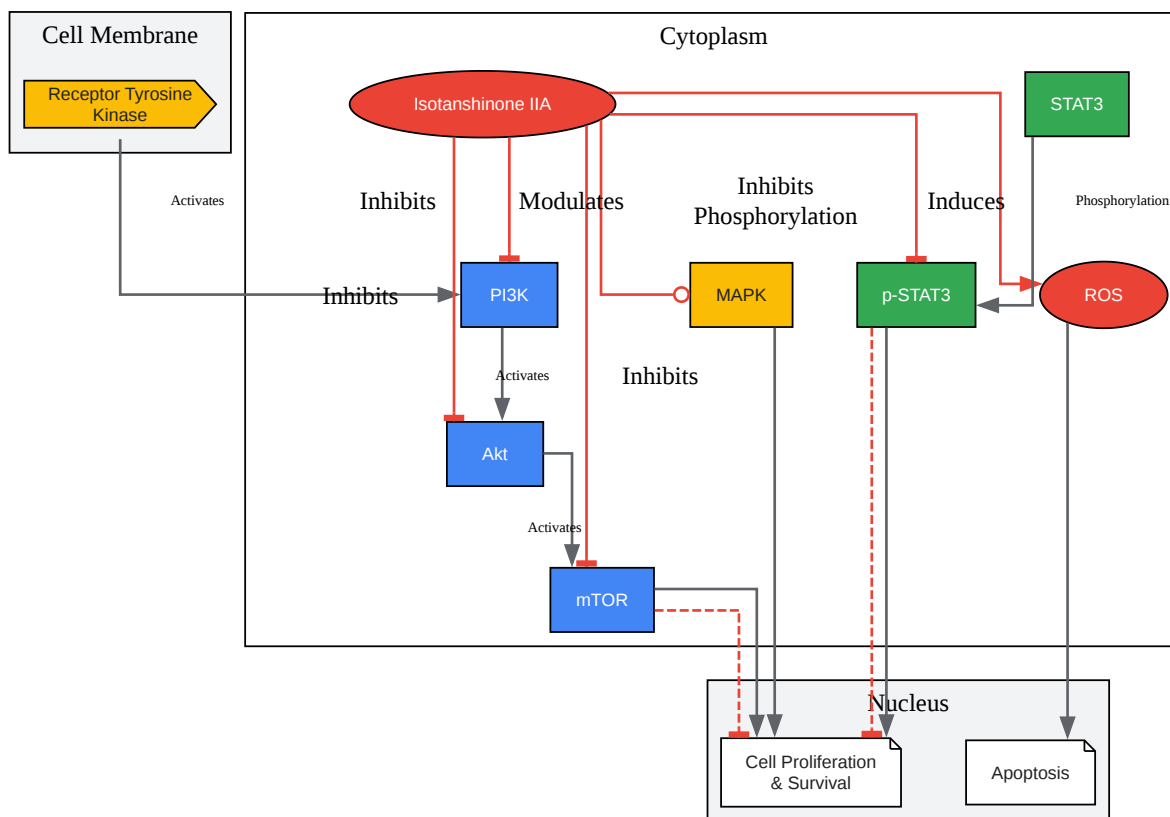 Cell Membrane
Cytoplasm
Receptor Tyrosine
Kinase
Isotanshinone IIA
STAT3
Activates
Inhibits
Modulates
Inhibits
Phosphorylation
Induces
Phosphorylation
Inhibits
PI3K
MAPK
p-STAT3
ROS
Activates
Inhibits
Akt
Activates
mTOR
Nucleus
Cell Proliferation
& Survival
Apoptosis